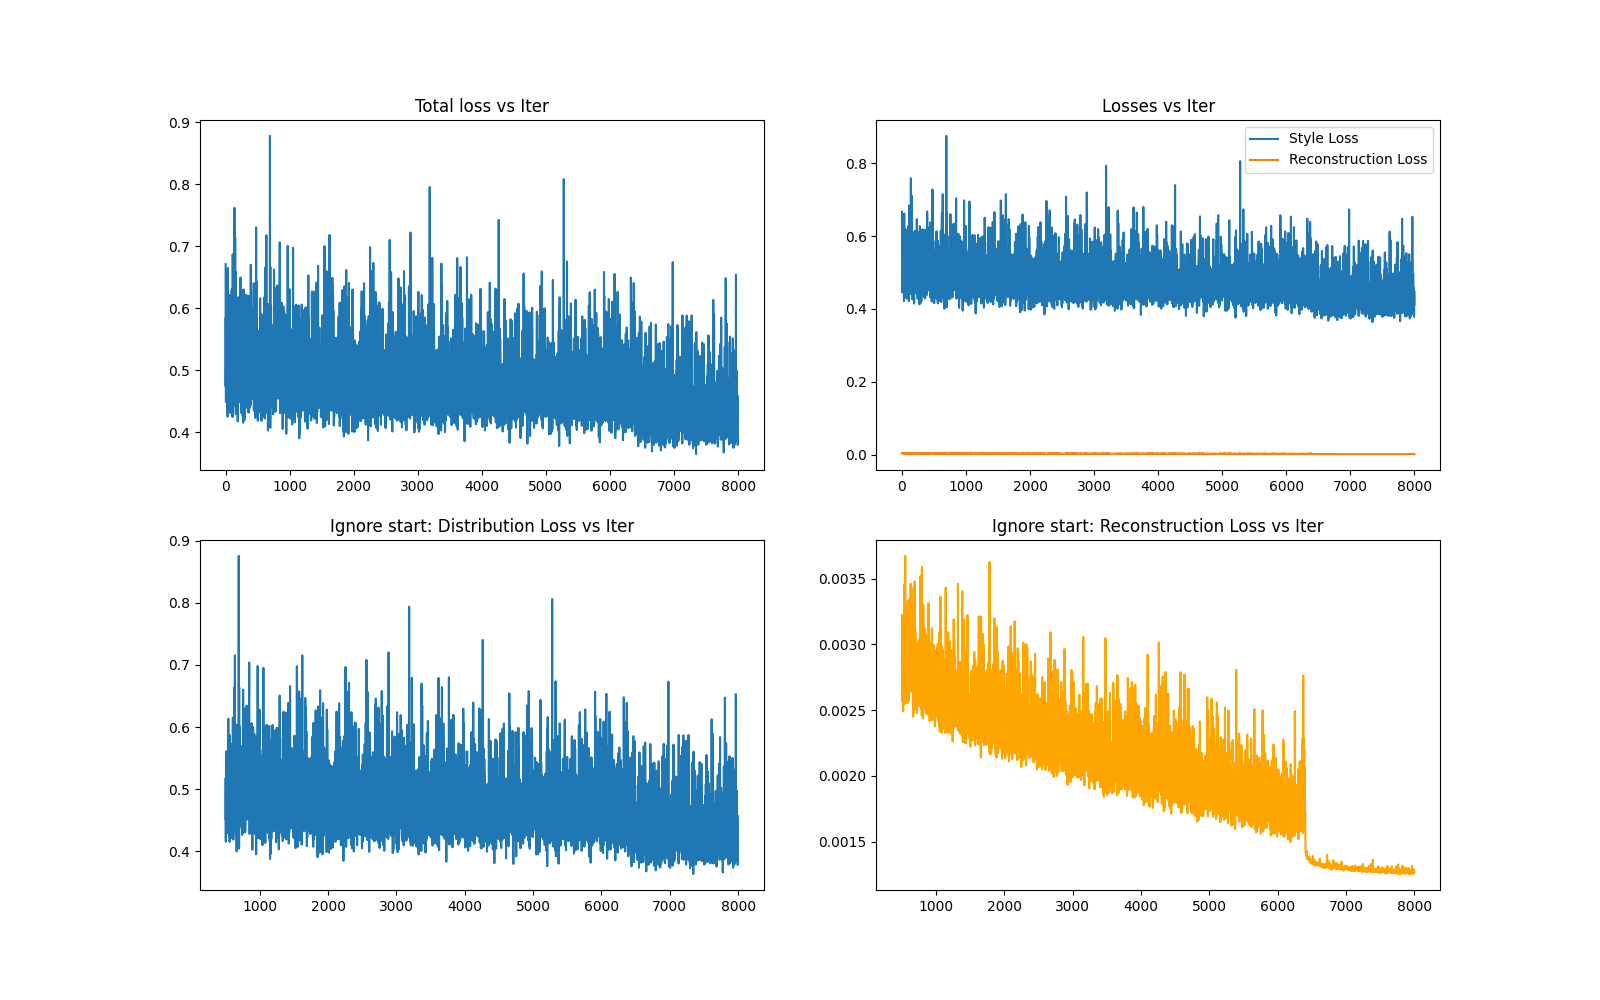 Total loss vs Iter
0.9
0.8
0.7
0.6
0.5
0.4
0 1000 2000 3000 4000 5000 6000 7000 8000
Losses vs Iter
Style Loss
Reconstruction Loss
0.8
0.6
0.4
0.2
0.0
0 1000 2000 3000 4000 5000 6000 7000 8000
Ignore start: Distribution Loss vs Iter
0.9
0.8
0.7
0.6
0.5
0.4
1000 2000 3000 4000 5000 6000 7000 8000
Ignore start: Reconstruction Loss vs Iter
0.0035
0.0030
0.0025
0.0020
0.0015
1000 2000 3000 4000 5000 6000 7000 8000